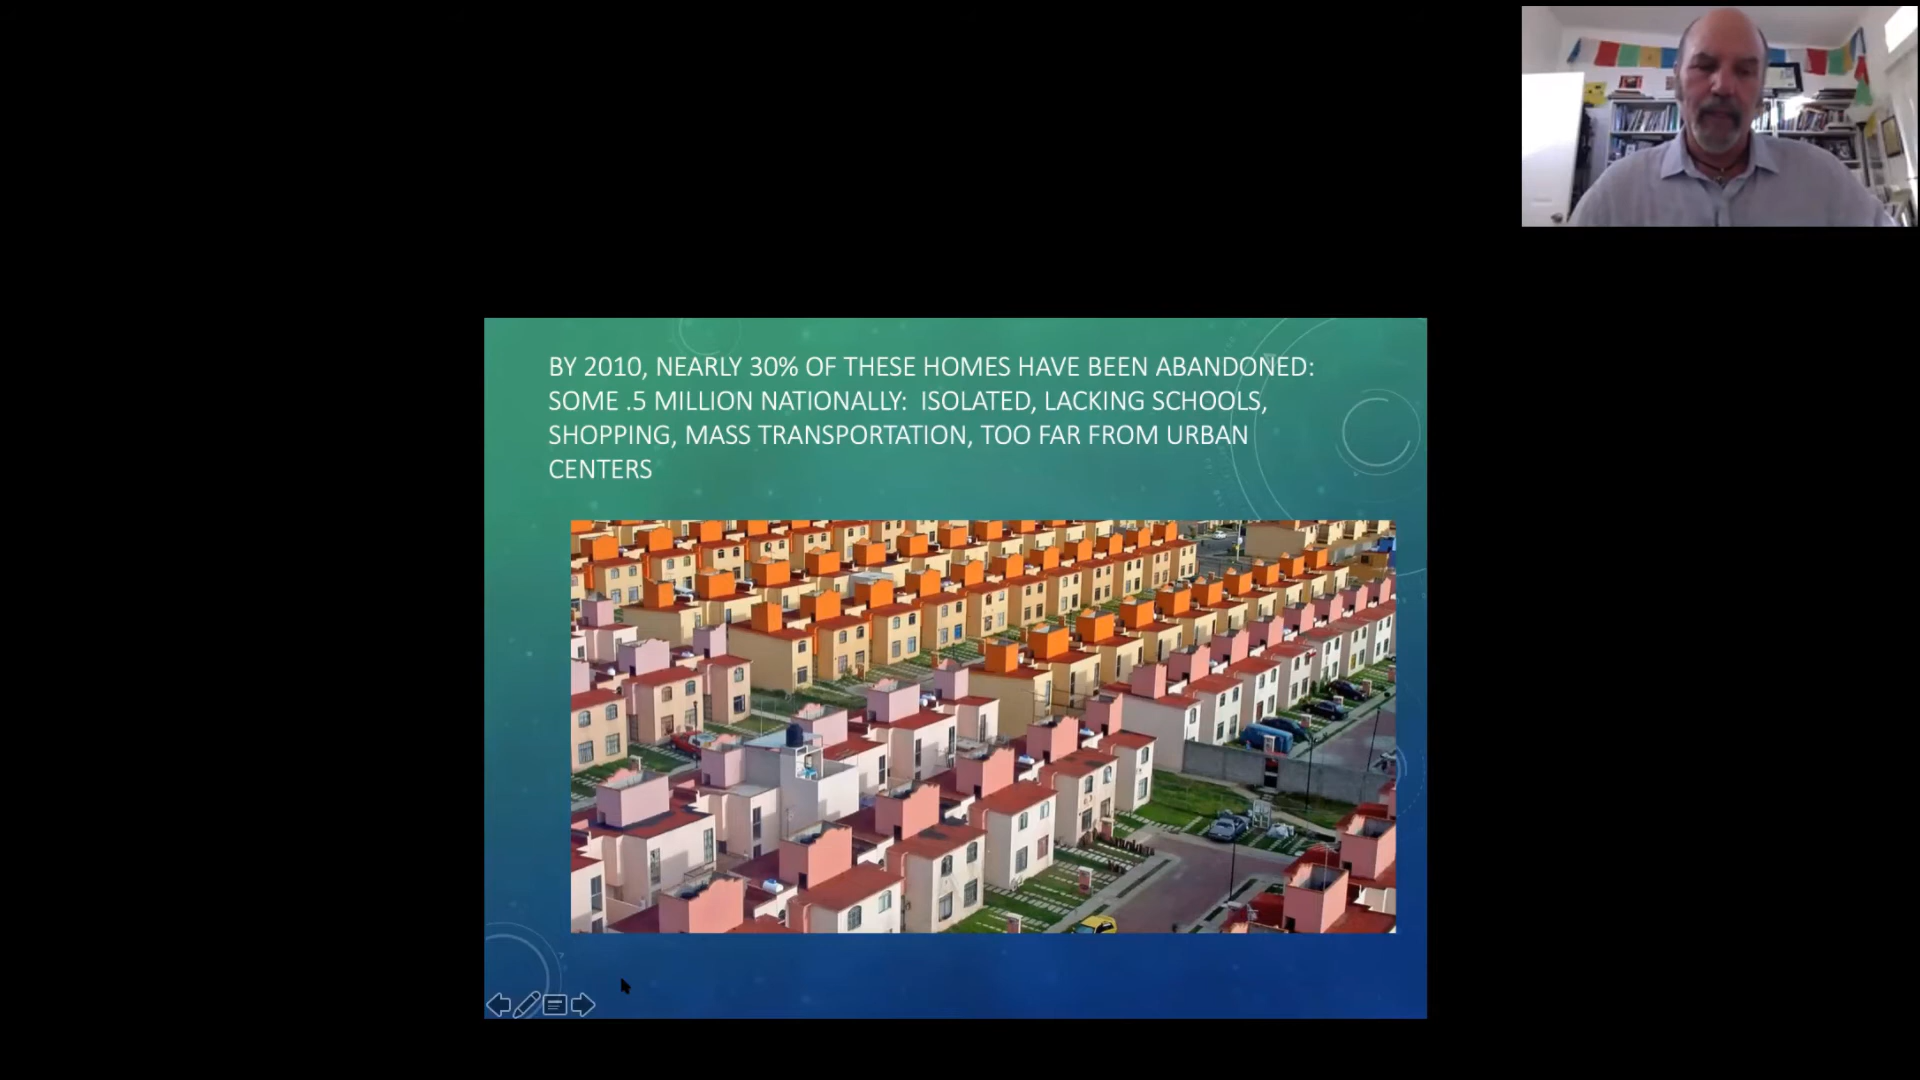 BY 2010, NEARLY 30% OF THESE HOMES HAVE BEEN ABANDONED:
SOME .5 MILLION NATIONALLY: ISOLATED, LACKING SCHOOLS,
SHOPPING, MASS TRANSPORTATION, TOO FAR FROM URBAN
CENTERS